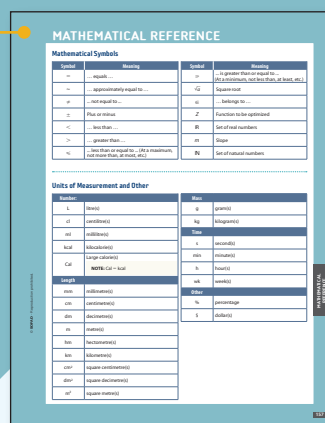 MATHEMATICAL REFERENCE
Mathematical Symbols
Symbol Meaning
= ... equals ...
≈ ... approximately equal to ...
≠ ... not equal to ...
± Plus or minus
< ... less than ...
> ... greater than ...
≤ ... less than or equal to ... (At a maximum,
not more than, at most, etc.)
Symbol Meaning
≥ ... is greater than or equal to ...
(At a minimum, not less than, at least, etc.)
Square root
∈ ... belongs to ...
Z Function to be optimized
ℝ Set of real numbers
m Slope
ℕ Set of natural numbers
Units of Measurement and Other
Number:
L litre(s)
cl centilitre(s)
ml millilitre(s)
kcal kilocalorie(s)
Cal Large calorie(s)
NOTE: Cal = kcal
Length
mm millimetre(s)
cm centimetre(s)
dm decimetre(s)
m metre(s)
hm hectometre(s)
km kilometre(s)
cm² square centimetre(s)
dm² square decimetre(s)
m² square metre(s)
Mass
g gram(s)
kg kilogram(s)
Time
s second(s)
min minute(s)
h hour(s)
wk week(s)
Other
% percentage
$ dollar(s)
MATHEMATICAL
REFERENCE